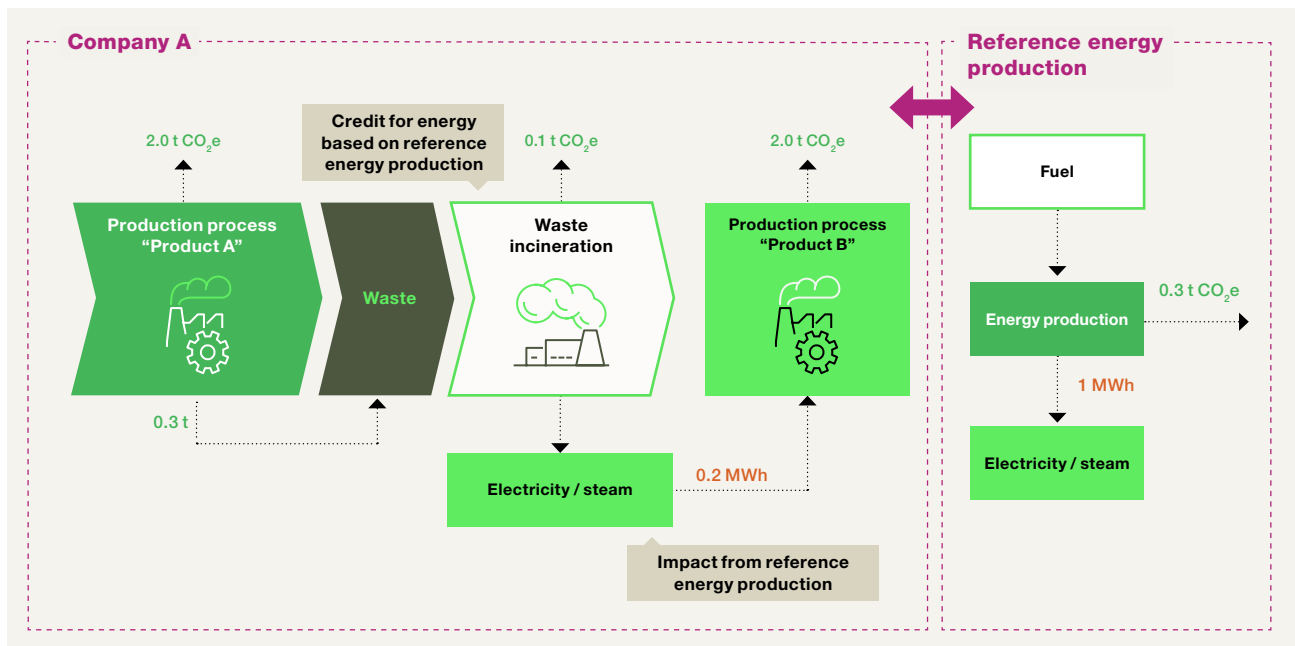 Company A
Reference energy
production
Credit for energy
based on reference
energy production
2.0 t CO₂e
0.1 t CO₂e
2.0 t CO₂e
Fuel
Production process
“Product A”
Waste
Waste
incineration
Production process
“Product B”
Energy production
0.3 t CO₂e
1 MWh
0.3 t
Electricity / steam
0.2 MWh
Electricity / steam
Impact from reference
energy production